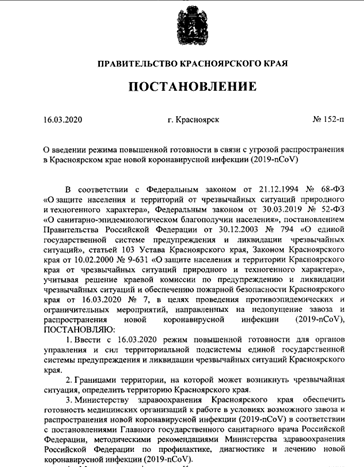 ПРАВИТЕЛЬСТВО КРАСНОЯРСКОГО КРАЯ
ПОСТАНОВЛЕНИЕ
16.03.2020 г. Красноярск № 152-п
О введении режима повышенной готовности в связи с угрозой распространения
в Красноярском крае новой коронавирусной инфекции (2019-nCoV)
В соответствии с Федеральным законом от 21.12.1994 № 68-ФЗ
«О защите населения и территорий от чрезвычайных ситуаций природного
и техногенного характера», Федеральным законом от 30.03.2019 № 52-ФЗ
«О санитарно-эпидемиологическом благополучии населения», постановлением
Правительства Российской Федерации от 30.12.2003 № 794 «О единой
государственной системе предупреждения и ликвидации чрезвычайных
ситуаций», статьей 103 Устава Красноярского края, Законом Красноярского
края от 10.02.2000 № 9-631 «О защите населения и территории Красноярского
края от чрезвычайных ситуаций природного и техногенного характера»,
учитывая решение краевой комиссии по предупреждению и ликвидации
чрезвычайных ситуаций и обеспечению пожарной безопасности Красноярского
края от 16.03.2020 № 7, в целях проведения противоэпидемических и
ограничительных мероприятий, направленных на недопущение завоза и
распространения новой коронавирусной инфекции (2019-nCoV),
ПОСТАНОВЛЯЮ:
1. Ввести с 16.03.2020 режим повышенной готовности для органов
управления и сил территориальной подсистемы единой государственной
системы предупреждения и ликвидации чрезвычайных ситуаций Красноярского
края.
2. Границами территории, на которой может возникнуть чрезвычайная
ситуация, определить территорию Красноярского края.
3. Министерству здравоохранения Красноярского края обеспечить
готовность медицинских организаций к работе в условиях возможного завоза и
распространения новой коронавирусной инфекции (2019-nCoV) в соответствии
с постановлениями Главного государственного санитарного врача Российской
Федерации, методическими рекомендациями Министерства здравоохранения
Российской Федерации по профилактике, диагностике и лечению новой
коронавирусной инфекции (2019-nCoV).